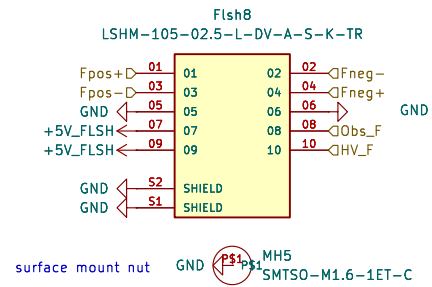 Flsh8
LSHM-105-02.5-L-DV-A-S-K-TR
Fpos+ 01 01 02 02 Fneg-
Fpos- 03 03 04 04 Fneg+
GND 05 05 06 06 GND
+5V_FLSH 07 07 08 08 Obs_F
+5V_FLSH 09 09 10 10 HV_F
GND S2 SHIELD
GND S1 SHIELD
surface mount nut GND P$1 P$1 MH5
SMTSO-M1.6-1ET-C